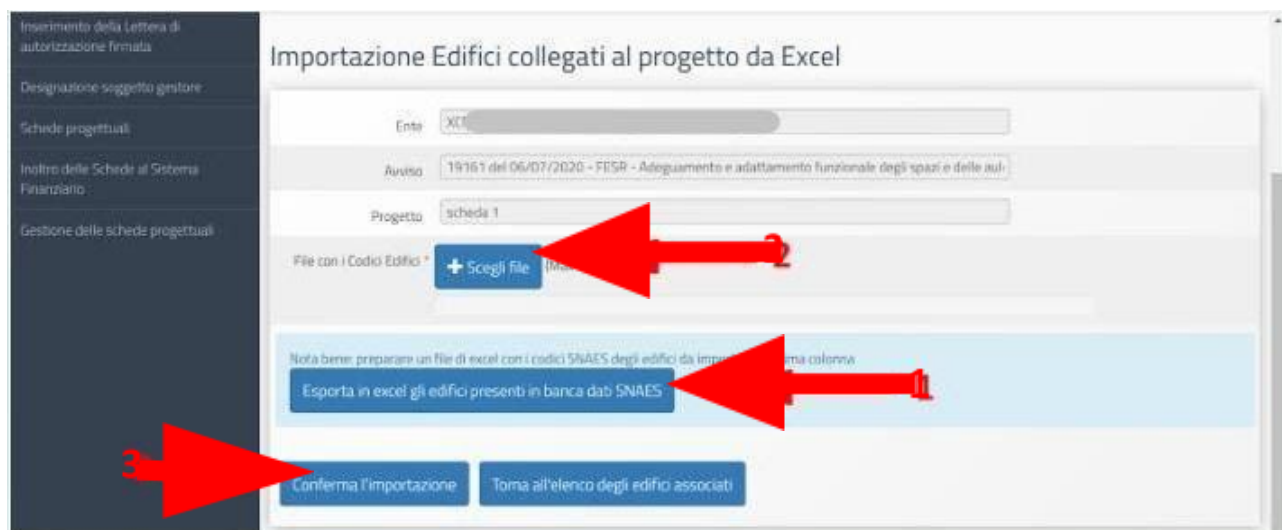 Inserimento della Lettera di
autorizzazione firmata
Designazione soggetto gestore
Schede progettuali
Inoltro delle Schede al Sistema
Finanziario
Gestione delle schede progettuali
Importazione Edifici collegati al progetto da Excel
Ente
Avviso 19161 del 06/07/2020 - FESR - Adeguamento e adattamento funzionale degli spazi e delle aul
Progetto scheda 1
File con i Codici Edifici * + Scegli file
2
Nota bene: preparare un file di excel con i codici SNAES degli edifici da colonna
Esporta in excel gli edifici presenti in banca dati SNAES
1
3
Conferma l'importazione Torna all'elenco degli edifici associati